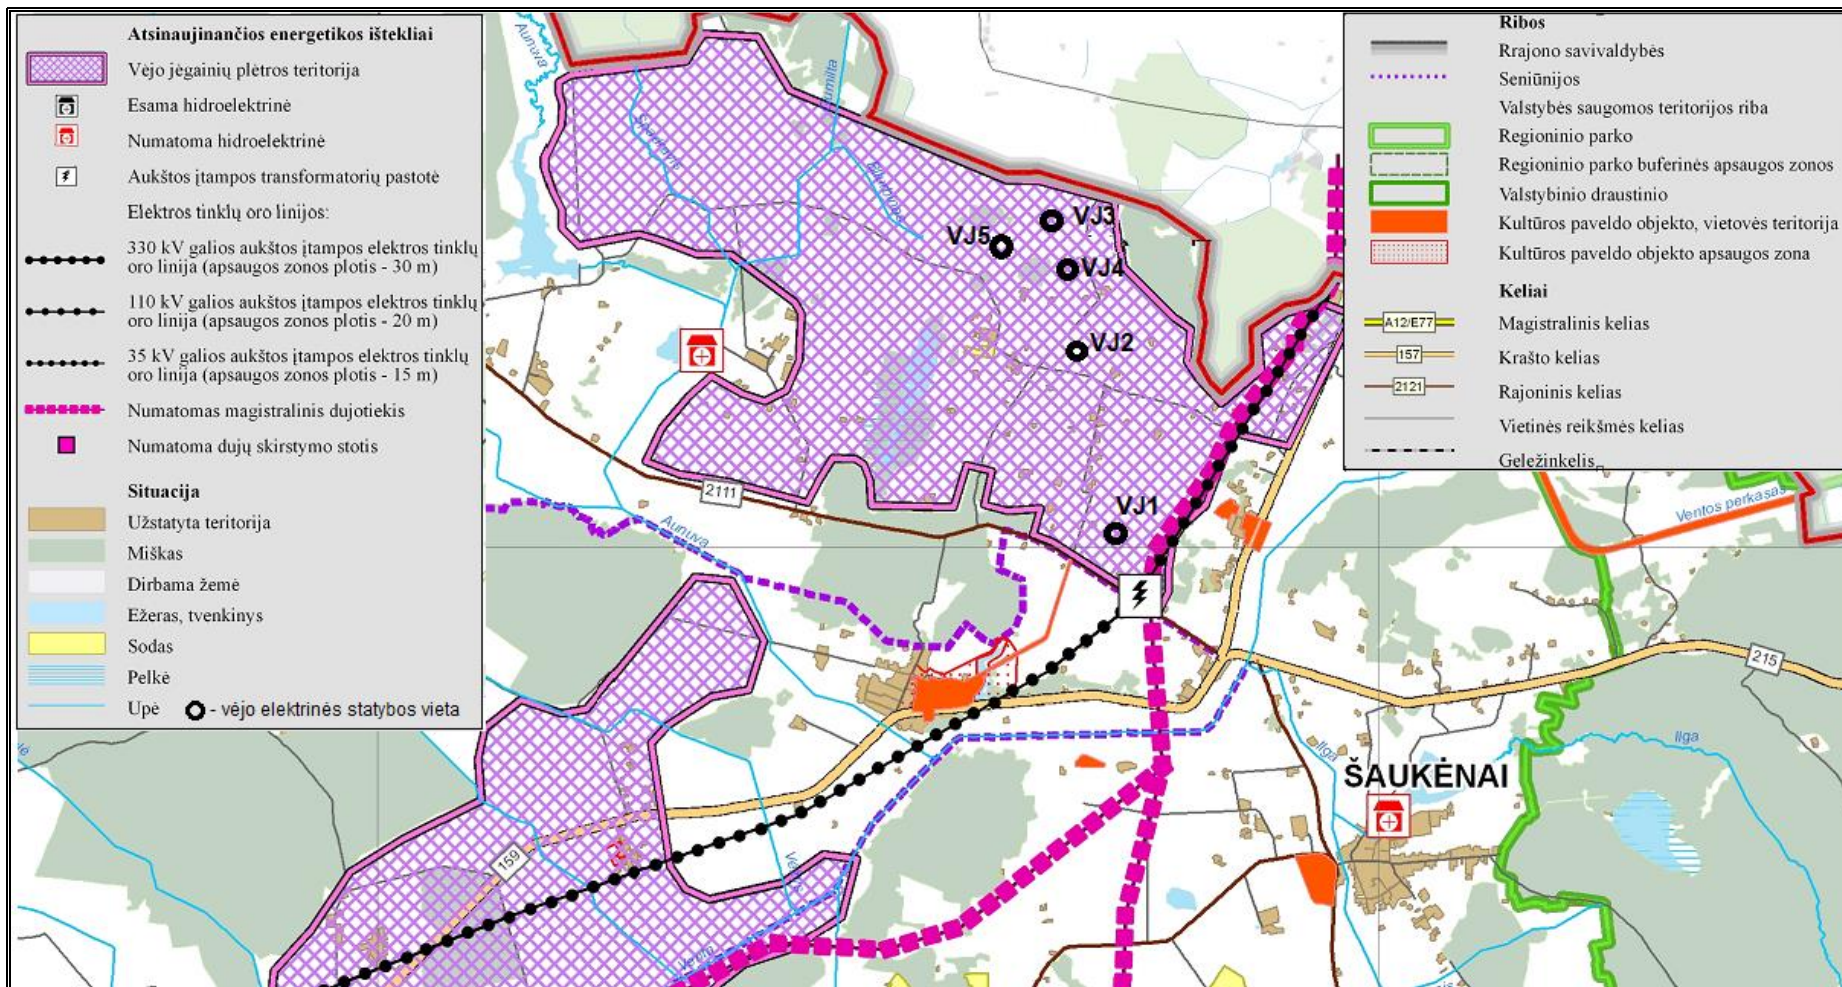 Atsinaujinančios energetikos ištekliai
Vėjo jėgainių plėtros teritorija
Esama hidroelektrinė
Numatoma hidroelektrinė
Aukštos įtampos transformatorių pastotė
Elektros tinklų oro linijos:
330 kV galios aukštos įtampos elektros tinklų
oro linija (apsaugos zonos plotis - 30 m)
110 kV galios aukštos įtampos elektros tinklų
oro linija (apsaugos zonos plotis - 20 m)
35 kV galios aukštos įtampos elektros tinklų
oro linija (apsaugos zonos plotis - 15 m)
Numatomas magistralinis dujotiekis
Numatoma dujų skirstymo stotis
Situacija
Užstatyta teritorija
Miškas
Dirbama žemė
Ežeras, tvenkinys
Sodas
Pelkė
Upė
- vėjo elektrinės statybos vieta
Ribos
Rrajono savivaldybės
Seniūnijos
Valstybės saugomos teritorijos riba
Regioninio parko
Regioninio parko buferinės apsaugos zonos
Valstybinio draustinio
Kultūros paveldo objekto, vietovės teritorija
Kultūros paveldo objekto apsaugos zona
Keliai
A12/E77 Magistralinis kelias
157 Krašto kelias
2121 Rajoninis kelias
Vietinės reikšmės kelias
Geležinkelis
Aunuva
VJ3
VJ5
VJ4
VJ2
VJ1
2111
Aunuva
Ventos perkasas
215
Ilga
Ilga
ŠAUKĖNAI
159